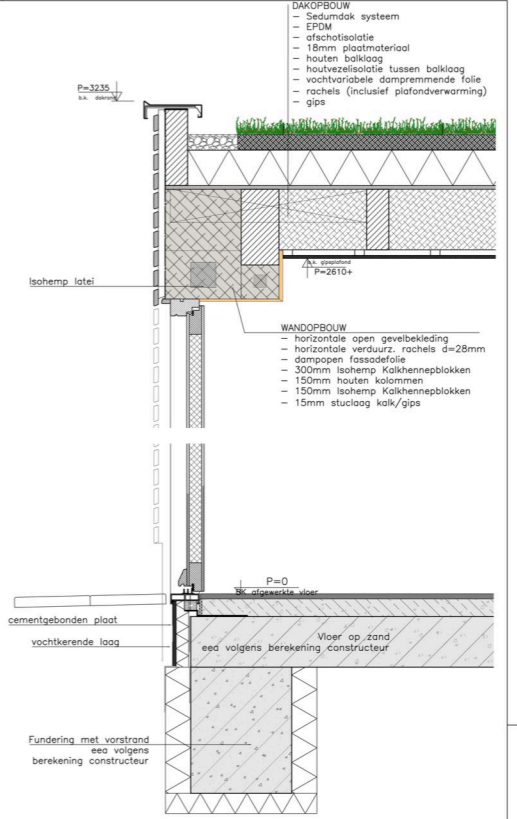 DAKOPBOUW
- Sedumdak systeem
- EPDM
- afschotisolatie
- 18mm plaatmateriaal
- houten balklaag
- houtvezelisolatie tussen balklaag
- vochtvariabele dampremmende folie
- rachels (inclusief plafondverwarming)
- gips
P=3235
b.k. dakrand
b.k. gipsplafond
P=2610+
Isohemp latei
WANDOPBOUW
- horizontale open gevelbekleding
- horizontale verduurz. rachels d=28mm
- dampopen fassadefolie
- 300mm Isohemp Kalkhennepblokken
- 150mm houten kolommen
- 150mm Isohemp Kalkhennepblokken
- 15mm stuclaag kalk/gips
P=0
BK afgewerkte vloer
cementgebonden plaat
vochtkerende laag
Vloer op zand
eea volgens berekening constructeur
Fundering met vorstrand
eea volgens
berekening constructeur